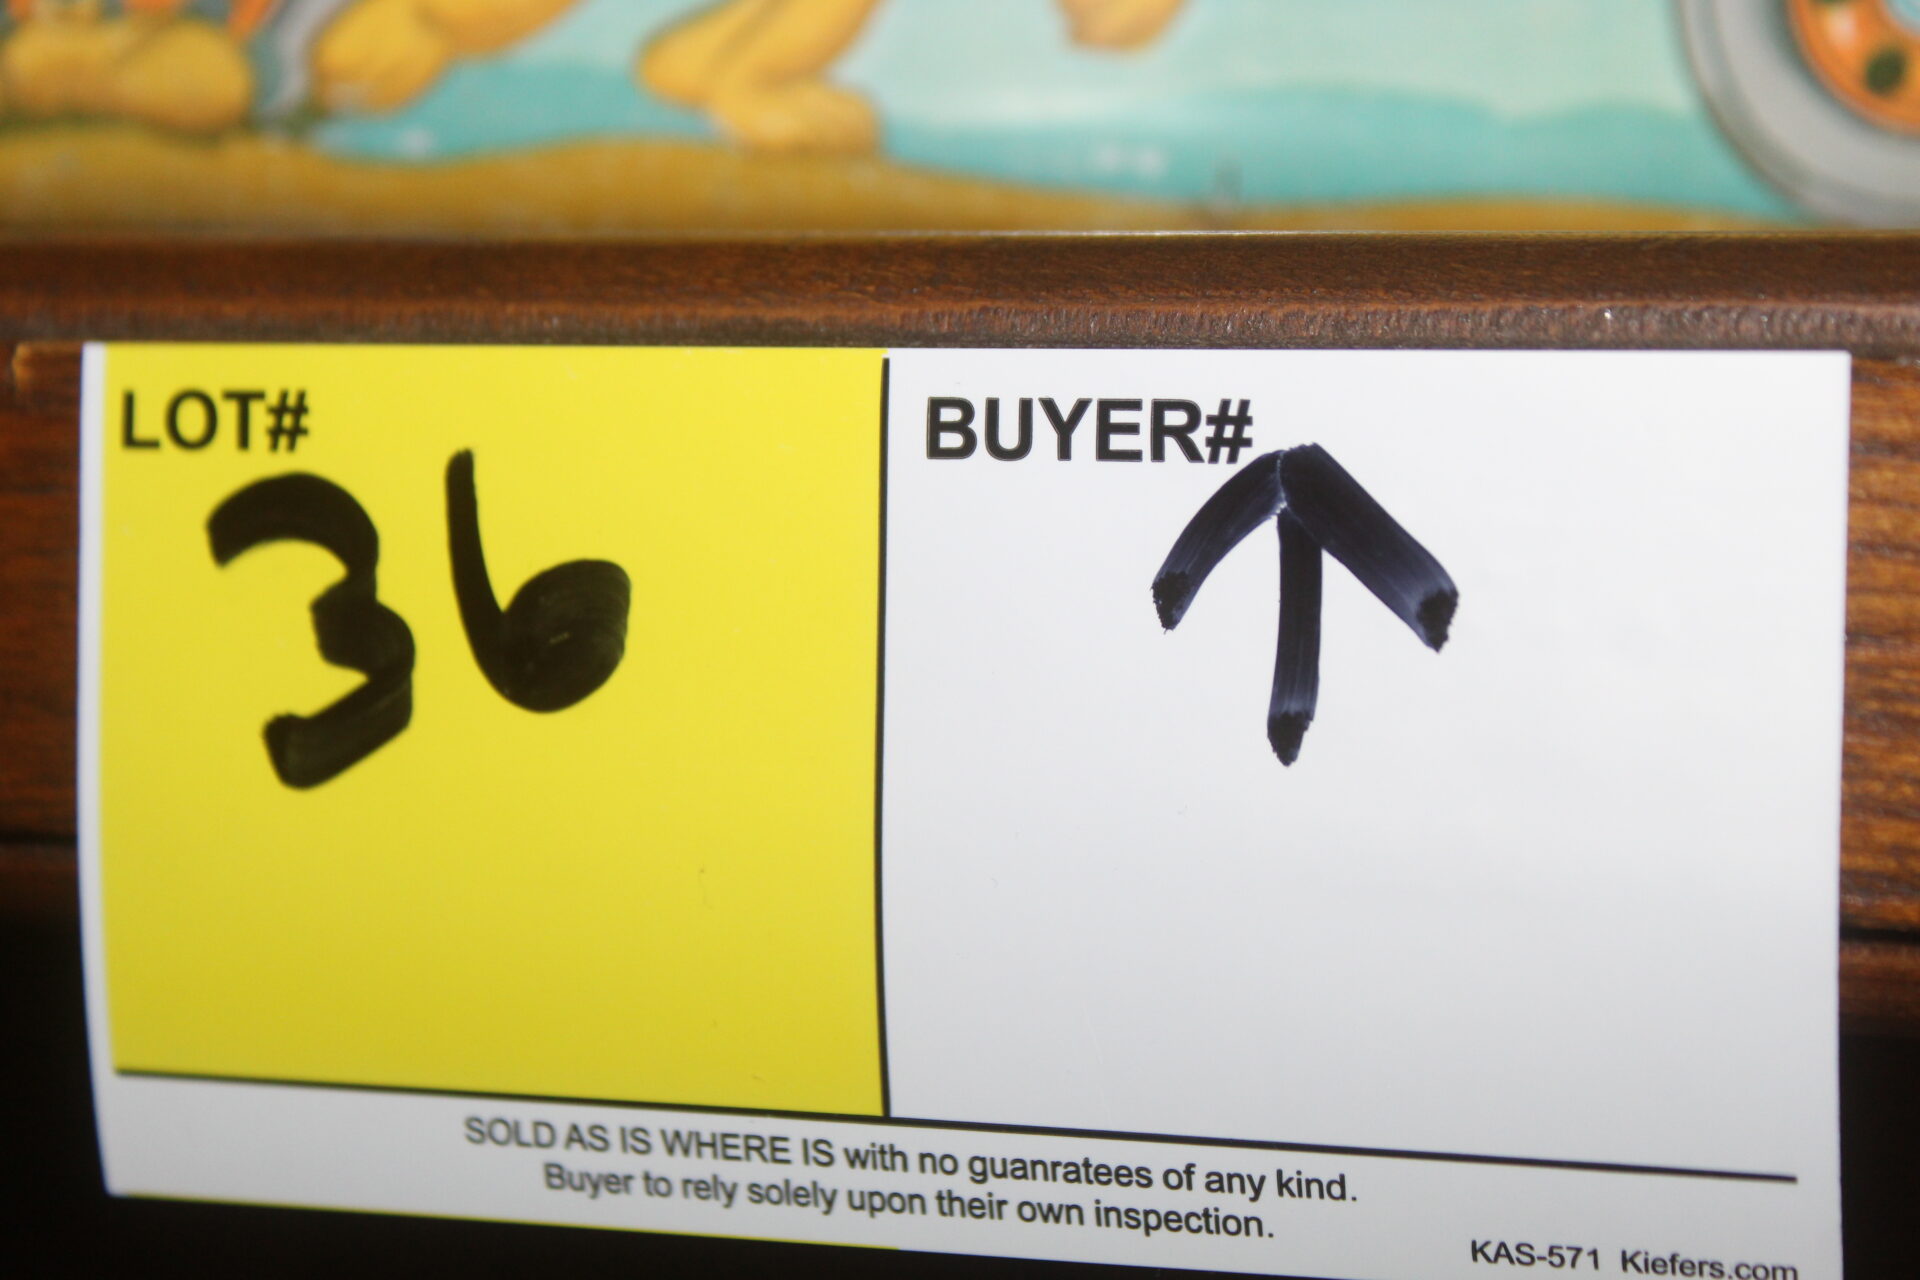 LOT# BUYER#
36 ↑
SOLD AS IS WHERE IS with no guanratees of any kind.
Buyer to rely solely upon their own inspection.
KAS-571 Kiefers.com